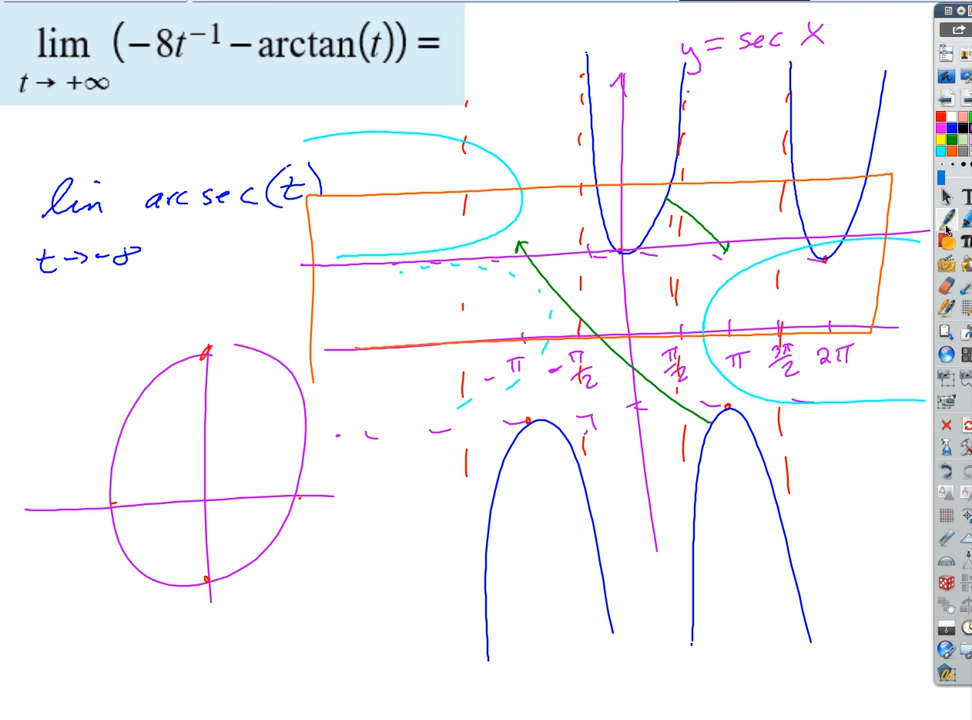 lim (−8t⁻¹ − arctan(t)) =
t → +∞
y = sec x
lim arcsec(t)
t → -∞
-π -π/2 π/2 π 3π/2 2π